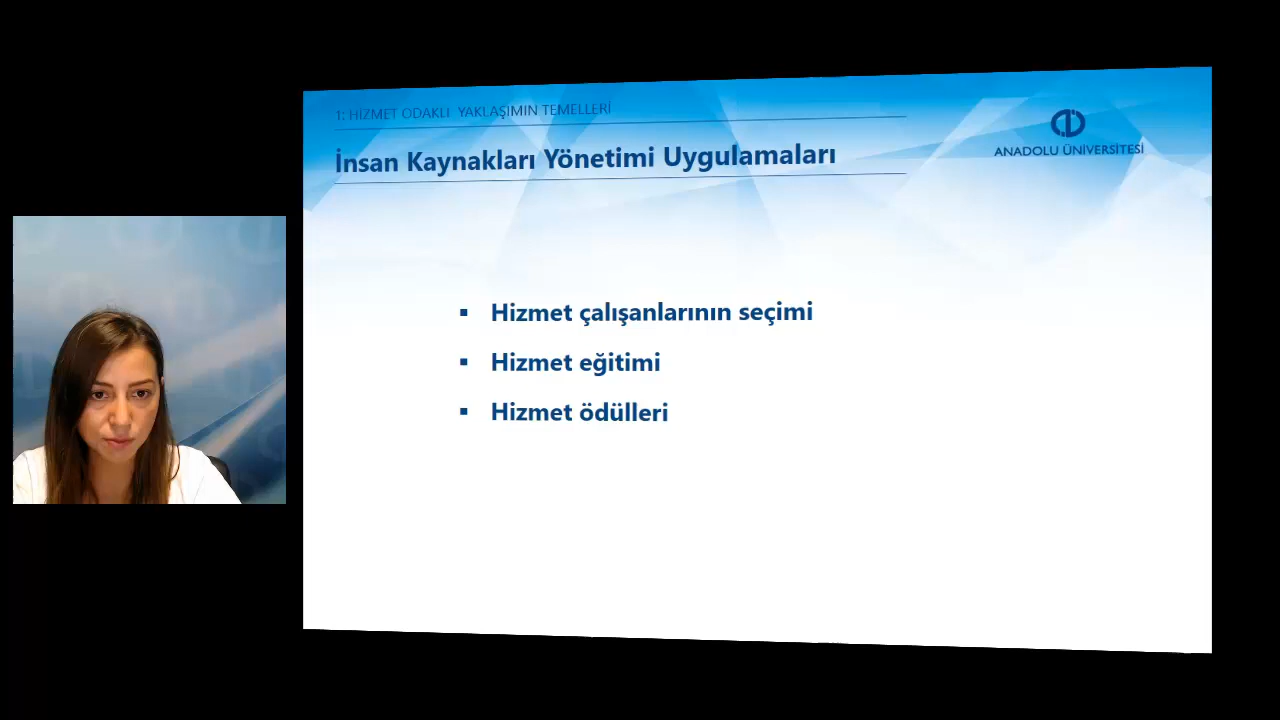 1: HİZMET ODAKLI YAKLAŞIMIN TEMELLERİ
İnsan Kaynakları Yönetimi Uygulamaları
ANADOLU ÜNİVERSİTESİ
▪ Hizmet çalışanlarının seçimi
▪ Hizmet eğitimi
▪ Hizmet ödülleri